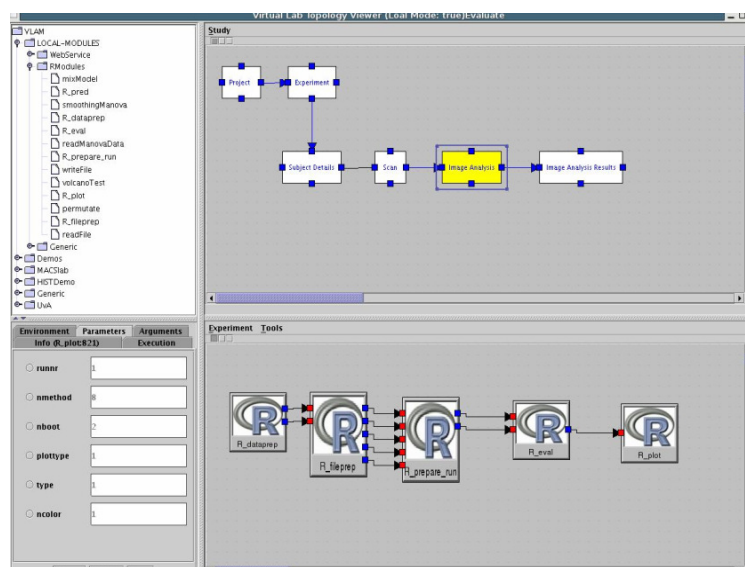 Virtual Lab Topology Viewer (Loal Mode: true)Evaluate
VLAM
LOCAL-MODULES
WebService
RModules
mixModel
R_pred
smoothingManova
R_dataprep
R_eval
readManovaData
R_prepare_run
writeFile
volcanoTest
R_plot
permutate
R_fileprep
readFile
Generic
Demos
MACSlab
HISTDemo
Generic
UvA
Study
Project Experiment
Subject Details Scan Image Analysis Image Analysis Results
Environment Parameters Arguments
Info (R_plot:821) Execution
runnr 1
nmethod 8
nboot 2
plottype 1
type 1
ncolor 1
Experiment Tools
R R R R R
R_dataprep
R_fileprep
R_prepare_run
R_eval
R_plot